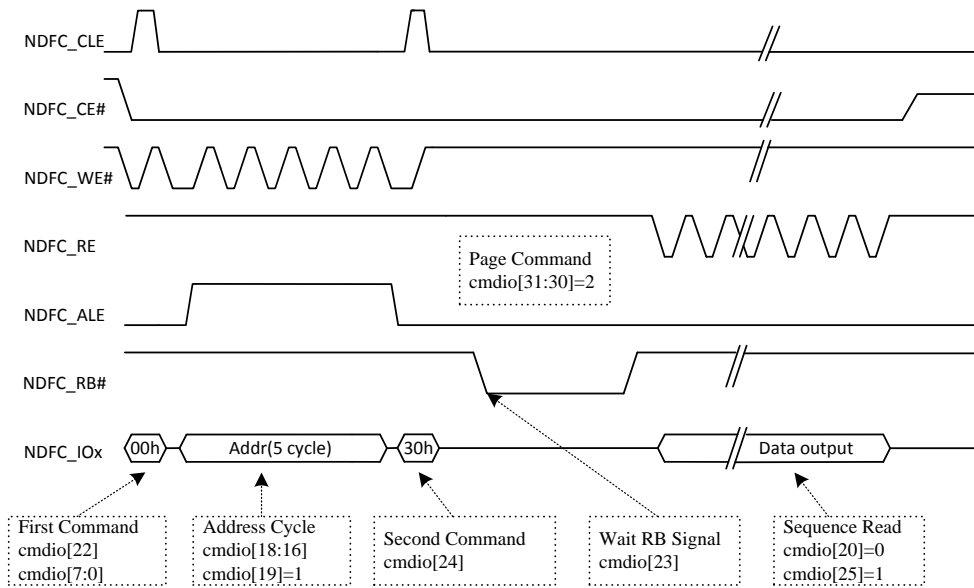 NDFC_CLE
NDFC_CE#
NDFC_WE#
NDFC_RE
Page Command
cmdio[31:30]=2
NDFC_ALE
NDFC_RB#
NDFC_IOx
00h
Addr(5 cycle)
30h
Data output
First Command
cmdio[22]
cmdio[7:0]
Address Cycle
cmdio[18:16]
cmdio[19]=1
Second Command
cmdio[24]
Wait RB Signal
cmdio[23]
Sequence Read
cmdio[20]=0
cmdio[25]=1